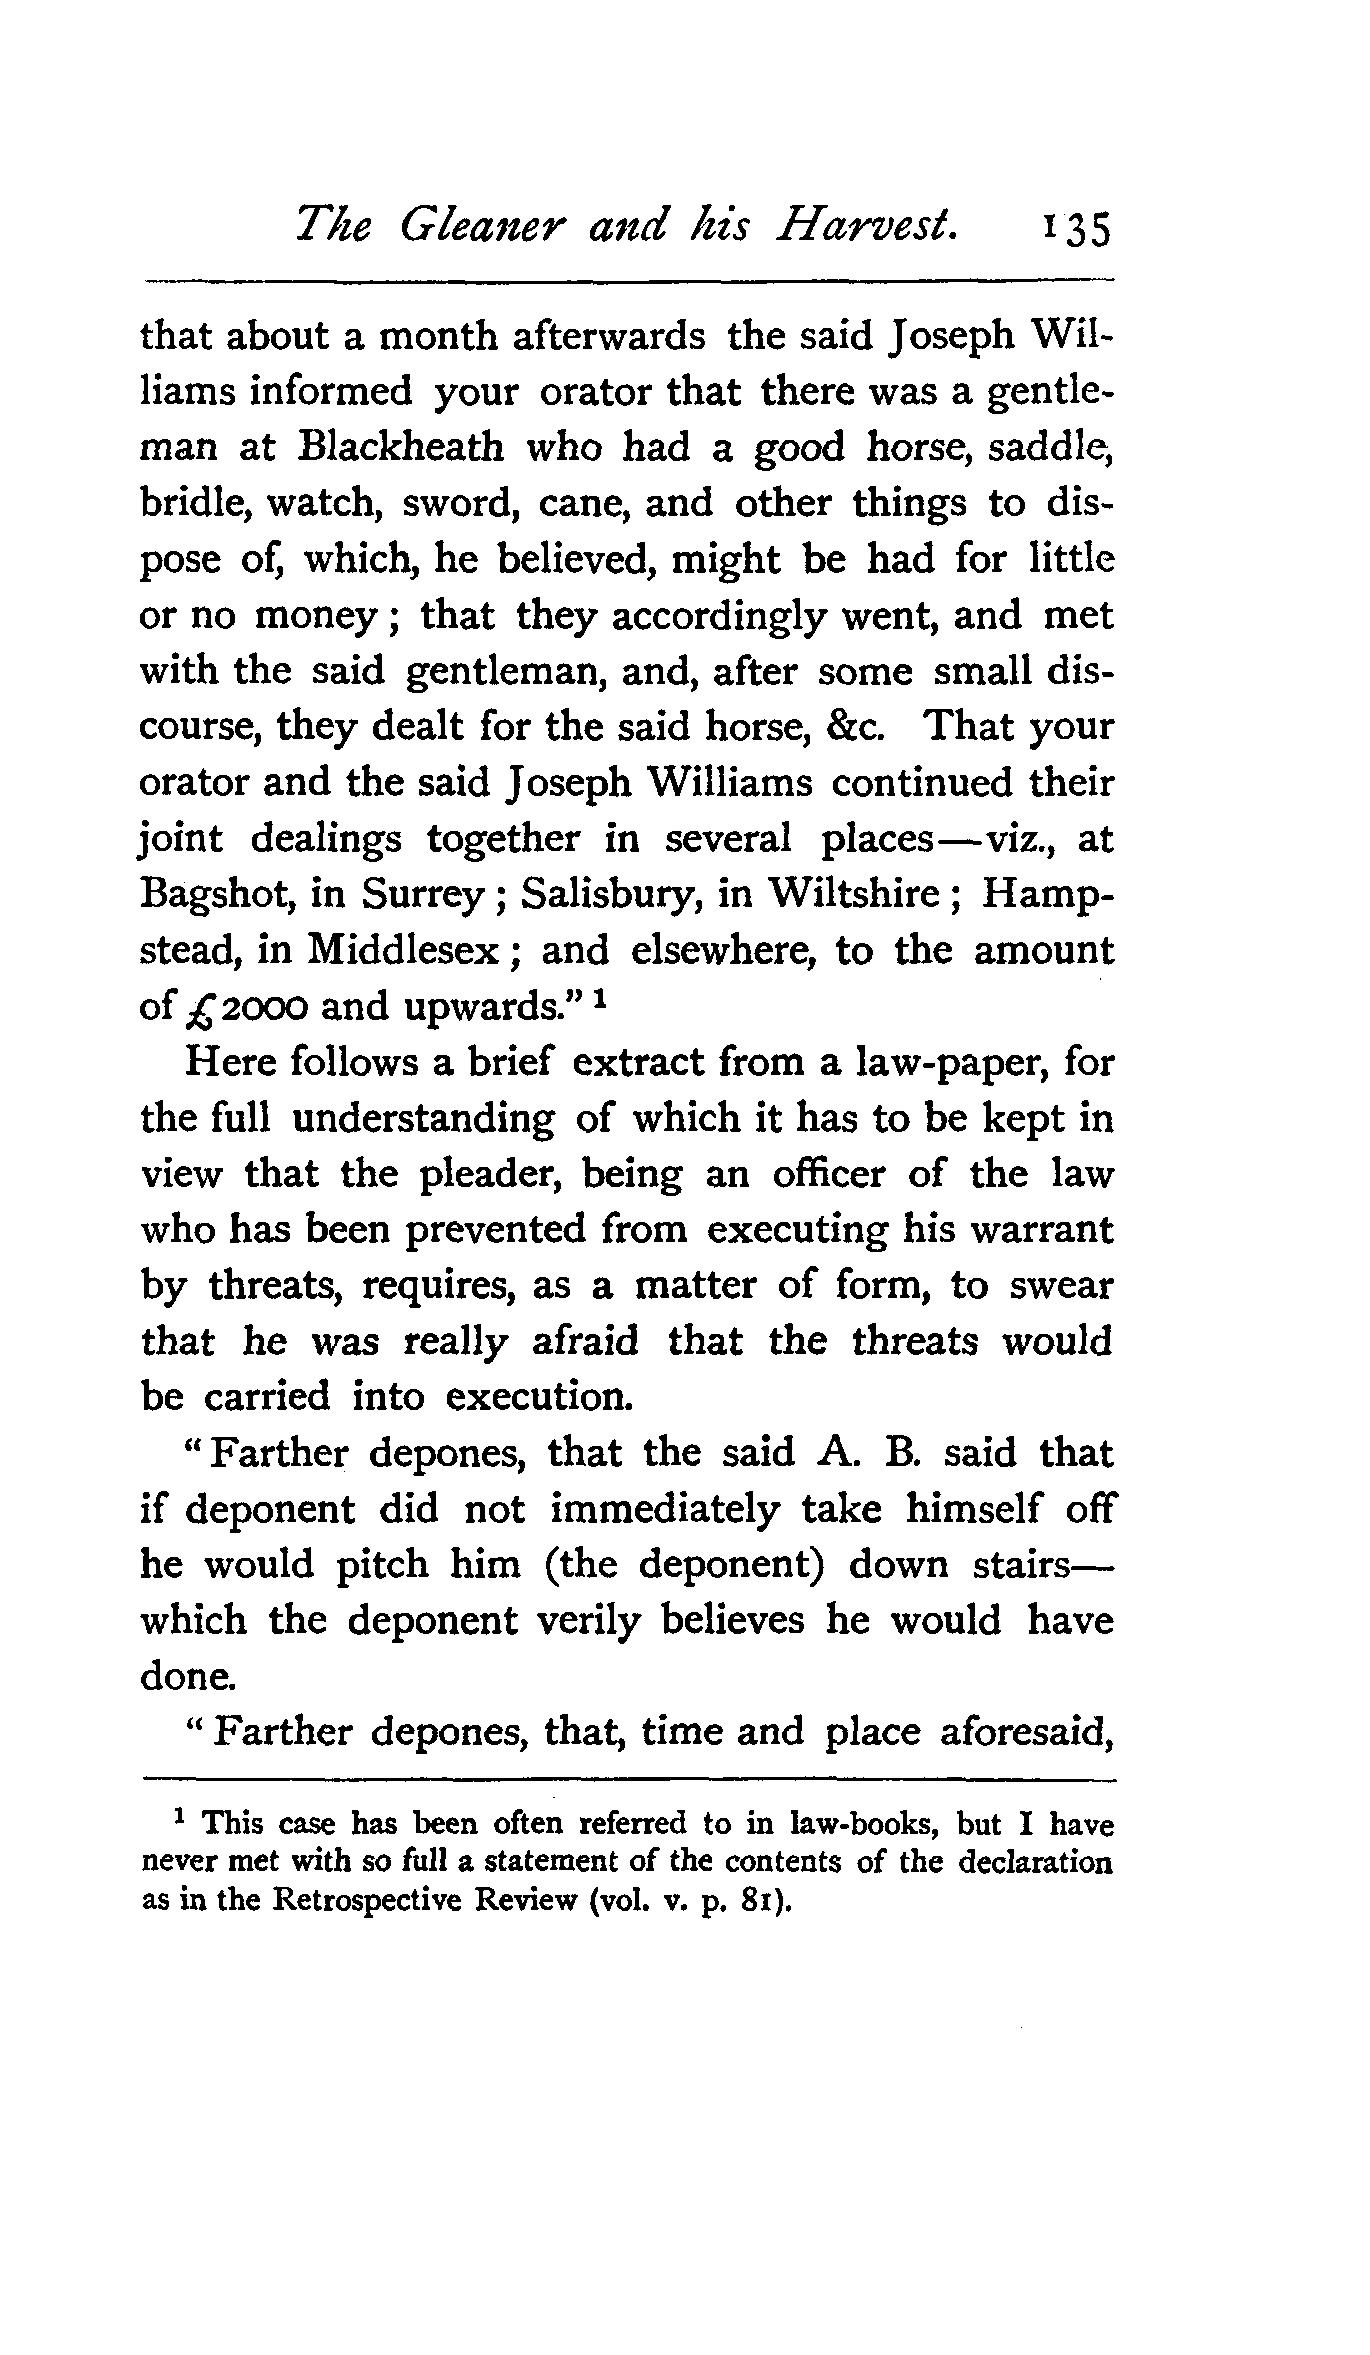 The Gleaner and his Harvest. 135
that about a month afterwards the said Joseph Wil-
liams informed your orator that there was a gentle-
man at Blackheath who had a good horse, saddle,
bridle, watch, sword, cane, and other things to dis-
pose of, which, he believed, might be had for little
or no money ; that they accordingly went, and met
with the said gentleman, and, after some small dis-
course, they dealt for the said horse, &c. That your
orator and the said Joseph Williams continued their
joint dealings together in several places—viz., at
Bagshot, in Surrey ; Salisbury, in Wiltshire ; Hamp-
stead, in Middlesex ; and elsewhere, to the amount
of £2000 and upwards." 1
Here follows a brief extract from a law-paper, for
the full understanding of which it has to be kept in
view that the pleader, being an officer of the law
who has been prevented from executing his warrant
by threats, requires, as a matter of form, to swear
that he was really afraid that the threats would
be carried into execution.
"Farther depones, that the said A. B. said that
if deponent did not immediately take himself off
he would pitch him (the deponent) down stairs—
which the deponent verily believes he would have
done.
"Farther depones, that, time and place aforesaid,
1 This case has been often referred to in law-books, but I have
never met with so full a statement of the contents of the declaration
as in the Retrospective Review (vol. v. p. 81).